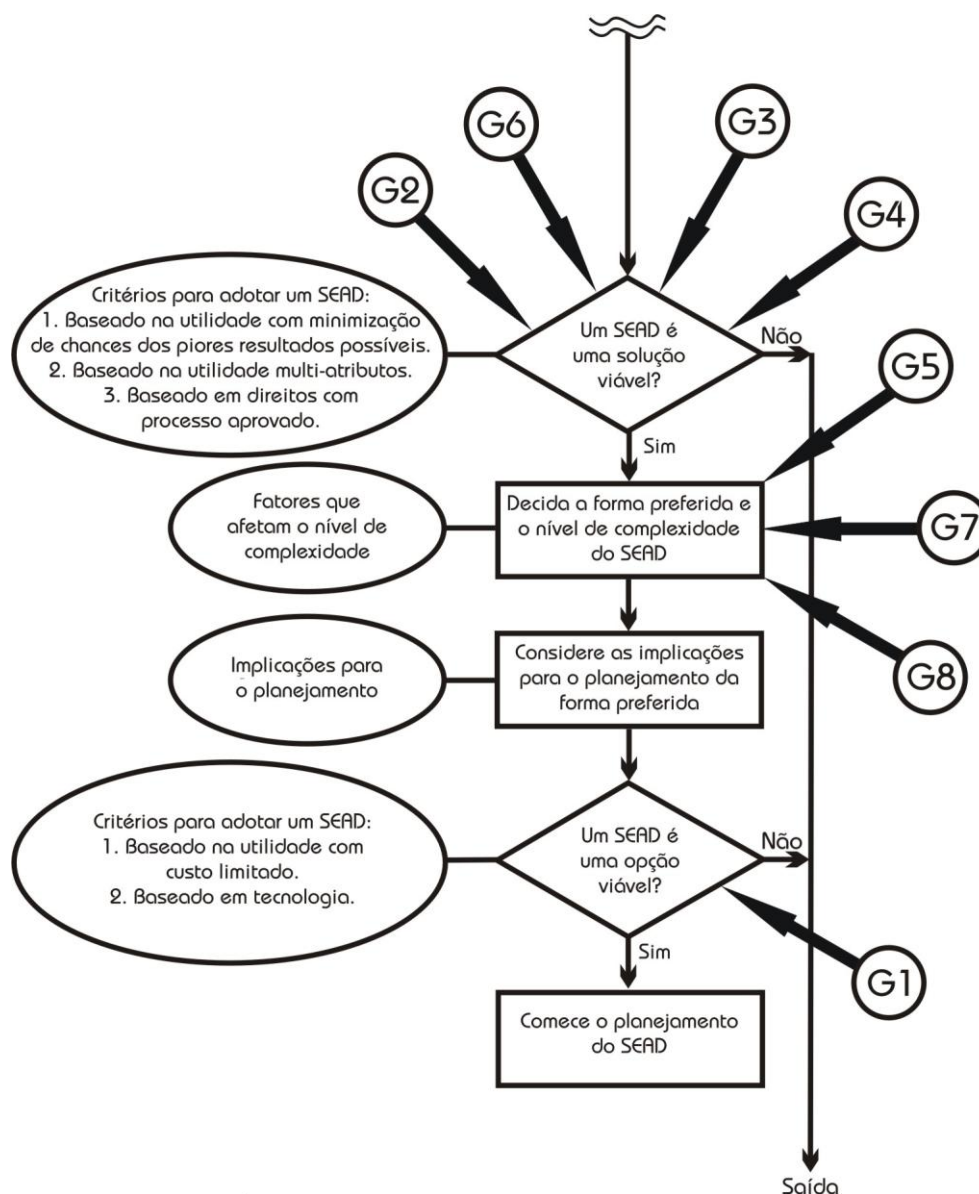 G6
G3
G2
G4
Critérios para adotar um SEAD:
1. Baseado na utilidade com minimização
de chances dos piores resultados possíveis.
2. Baseado na utilidade multi-atributos.
3. Baseado em direitos com
processo aprovado.
Um SEAD é
uma solução
viável?
Não
G5
Sim
Fatores que
afetam o nível de
complexidade
Decida a forma preferida e
o nível de complexidade
do SEAD
G7
Implicações para
o planejamento
Considere as implicações
para o planejamento da
forma preferida
G8
Critérios para adotar um SEAD:
1. Baseado na utilidade com
custo limitado.
2. Baseado em tecnologia.
Um SEAD é
uma opção
viável?
Não
Sim
G1
Comece o planejamento
do SEAD
Saída